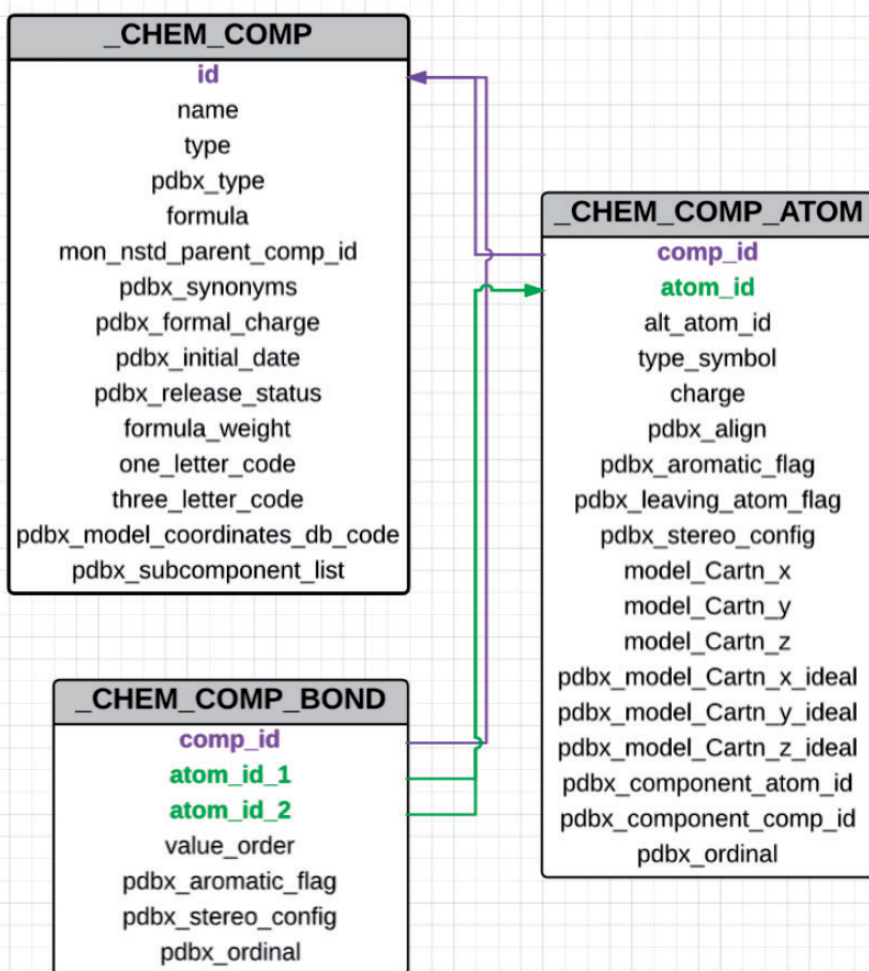 _CHEM_COMP
id
name
type
pdbx_type
formula
mon_nstd_parent_comp_id
pdbx_synonyms
pdbx_formal_charge
pdbx_initial_date
pdbx_release_status
formula_weight
one_letter_code
three_letter_code
pdbx_model_coordinates_db_code
pdbx_subcomponent_list
_CHEM_COMP_ATOM
comp_id
atom_id
alt_atom_id
type_symbol
charge
pdbx_align
pdbx_aromatic_flag
pdbx_leaving_atom_flag
pdbx_stereo_config
model_Cartn_x
model_Cartn_y
model_Cartn_z
pdbx_model_Cartn_x_ideal
pdbx_model_Cartn_y_ideal
pdbx_model_Cartn_z_ideal
pdbx_component_atom_id
pdbx_component_comp_id
pdbx_ordinal
_CHEM_COMP_BOND
comp_id
atom_id_1
atom_id_2
value_order
pdbx_aromatic_flag
pdbx_stereo_config
pdbx_ordinal